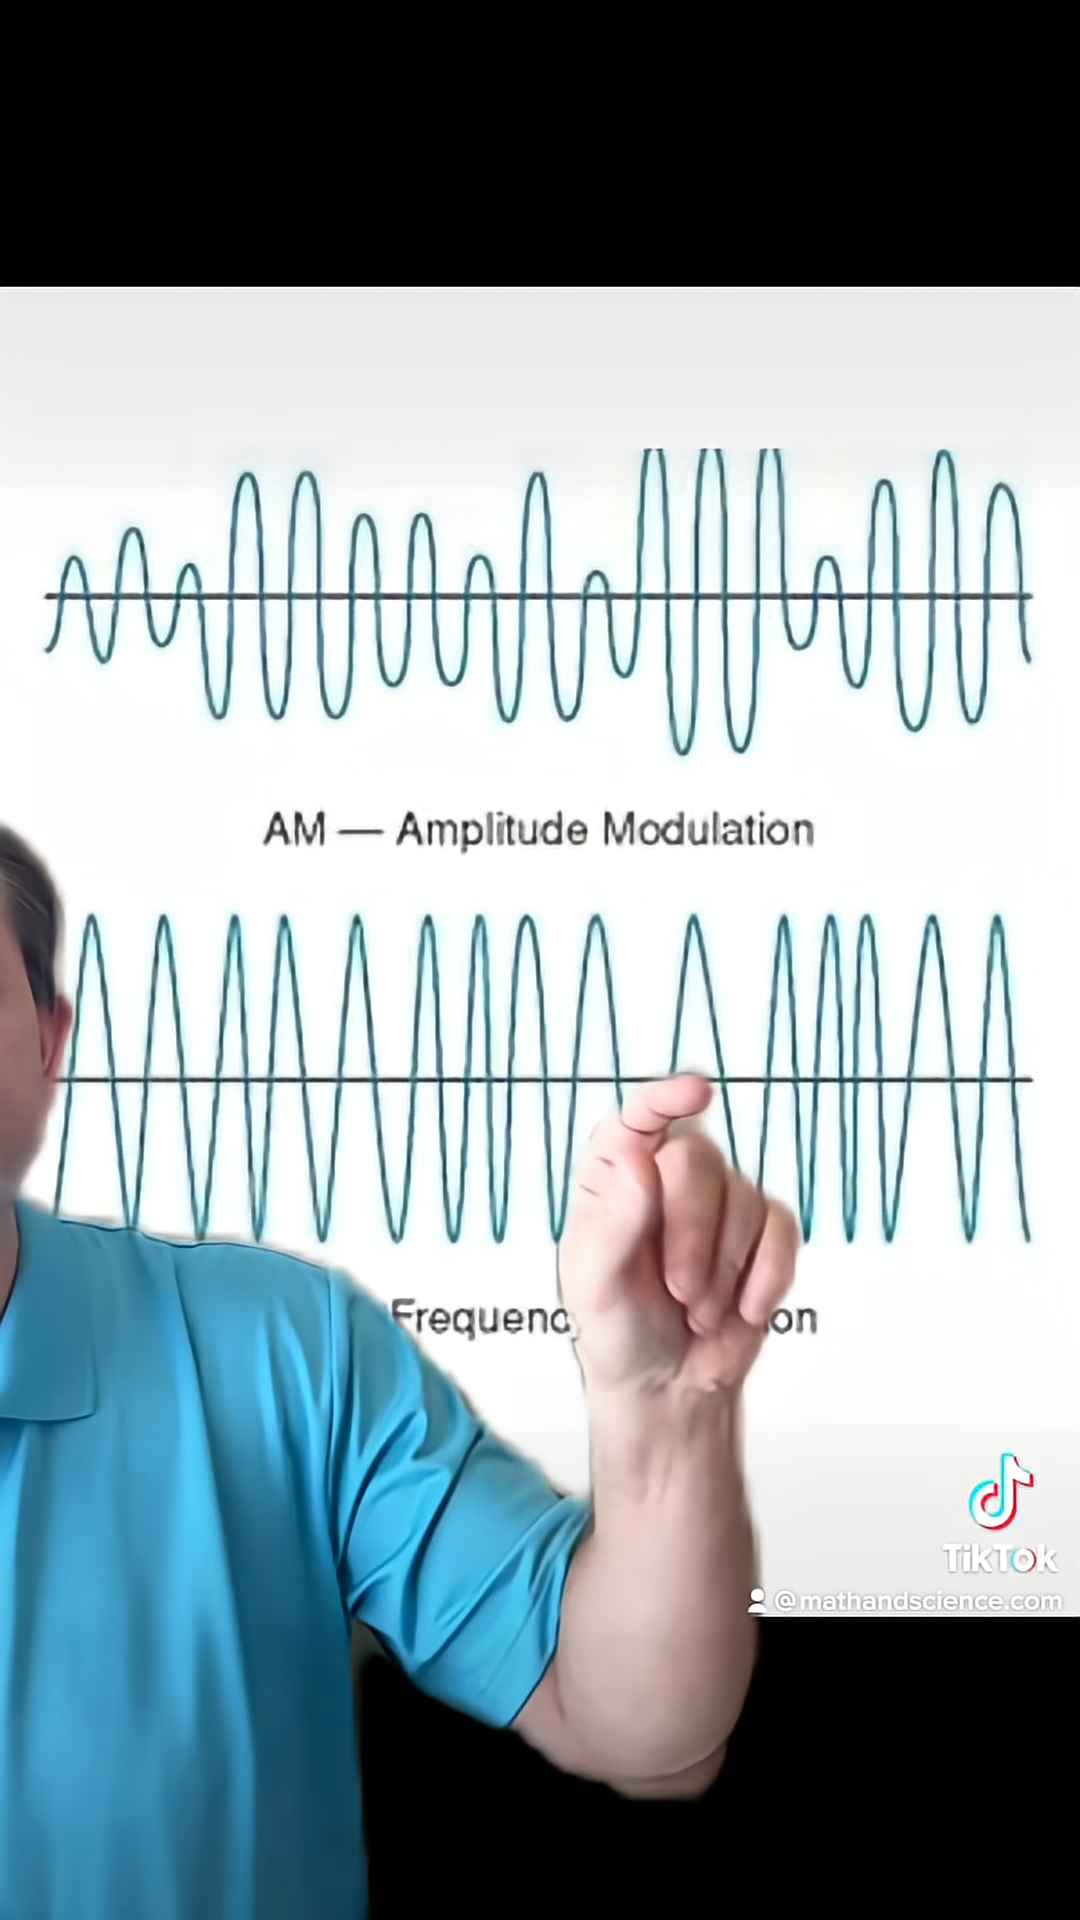 AM — Amplitude Modulation
Frequenc
on
TikTok
@mathandscience.com